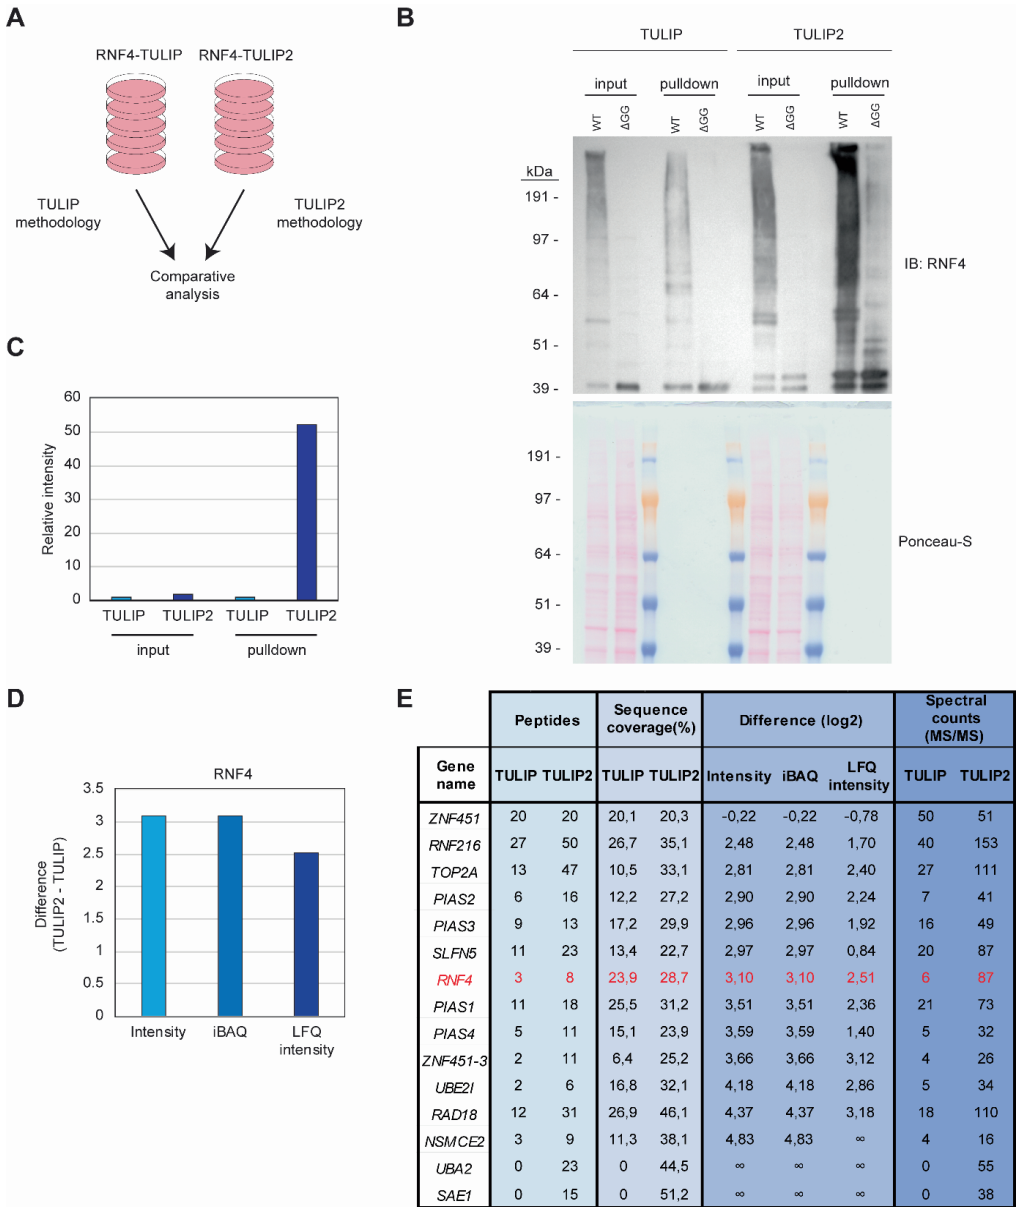 A
RNF4-TULIP RNF4-TULIP2
TULIP
methodology
TULIP2
methodology
Comparative
analysis
B
TULIP TULIP2
input pulldown input pulldown
WT ΔGG WT ΔGG WT ΔGG WT ΔGG
kDa
191 -
97 -
64 -
51 -
39 -
IB: RNF4
191 -
97 -
64 -
51 -
39 -
Ponceau-S
C
Relative intensity
60
50
40
30
20
10
0
TULIP TULIP2 TULIP TULIP2
input pulldown
D
RNF4
Difference
(TULIP2 - TULIP)
3.5
3
2.5
2
1.5
1
0.5
0
Intensity iBAQ LFQ
intensity
E
Peptides Sequence coverage(%) Difference (log2) Spectral counts (MS/MS)
Gene name TULIP TULIP2 TULIP TULIP2 Intensity iBAQ LFQ intensity TULIP TULIP2
ZNF451 20 20 20,1 20,3 -0,22 -0,22 -0,78 50 51
RNF216 27 50 26,7 35,1 2,48 2,48 1,70 40 153
TOP2A 13 47 10,5 33,1 2,81 2,81 2,40 27 111
PIAS2 6 16 12,2 27,2 2,90 2,90 2,24 7 41
PIAS3 9 13 17,2 29,9 2,96 2,96 1,92 16 49
SLFN5 11 23 13,4 22,7 2,97 2,97 0,84 20 87
RNF4 3 8 23,9 28,7 3,10 3,10 2,51 6 87
PIAS1 11 18 25,5 31,2 3,51 3,51 2,36 21 73
PIAS4 5 11 15,1 23,9 3,59 3,59 1,40 5 32
ZNF451-3 2 11 6,4 25,2 3,66 3,66 3,12 4 26
UBE2I 2 6 16,8 32,1 4,18 4,18 2,86 5 34
RAD18 12 31 26,9 46,1 4,37 4,37 3,18 18 110
NSMCE2 3 9 11,3 38,1 4,83 4,83 ∞ 4 16
UBA2 0 23 0 44,5 ∞ ∞ ∞ 0 55
SAE1 0 15 0 51,2 ∞ ∞ ∞ 0 38